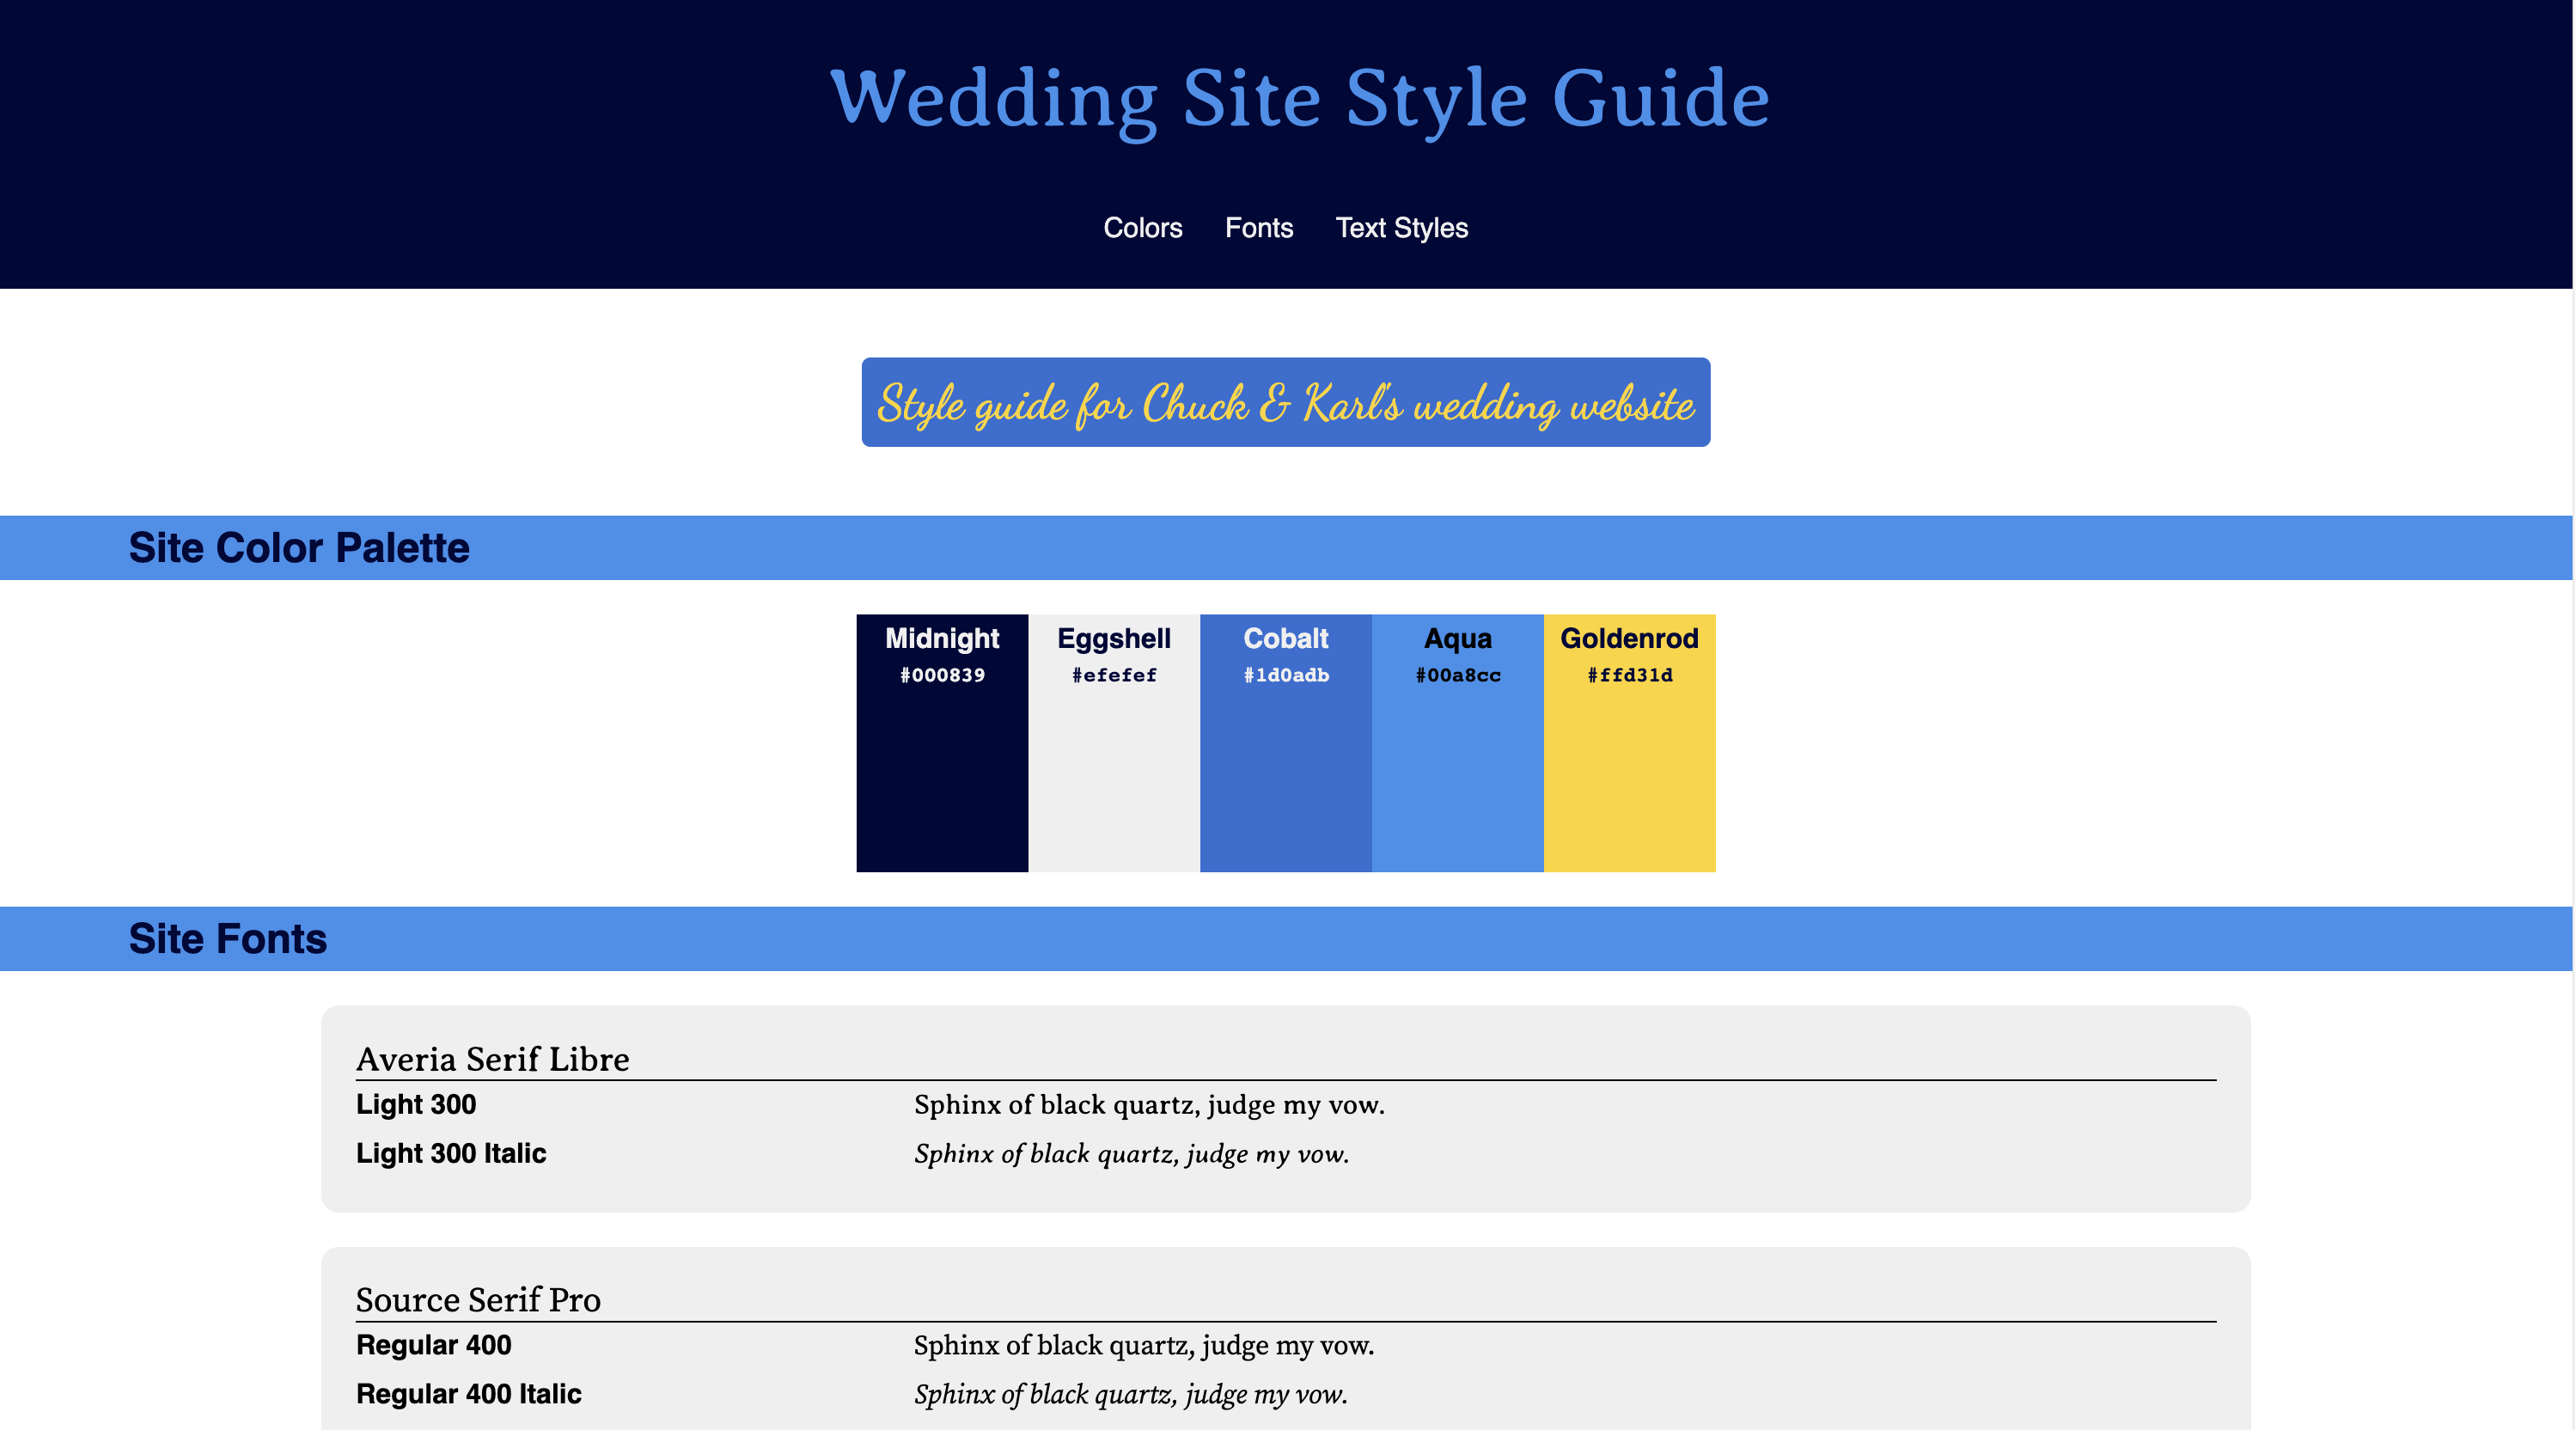 Wedding Site Style Guide
Colors Fonts Text Styles
Style guide for Chuck & Karl's wedding website
Site Color Palette
Midnight Eggshell Cobalt Aqua Goldenrod
#000839 #efefef #1d0adb #00a8cc #ffd31d
Site Fonts
Averia Serif Libre
Light 300 Sphinx of black quartz, judge my vow.
Light 300 Italic Sphinx of black quartz, judge my vow.
Source Serif Pro
Regular 400 Sphinx of black quartz, judge my vow.
Regular 400 Italic Sphinx of black quartz, judge my vow.